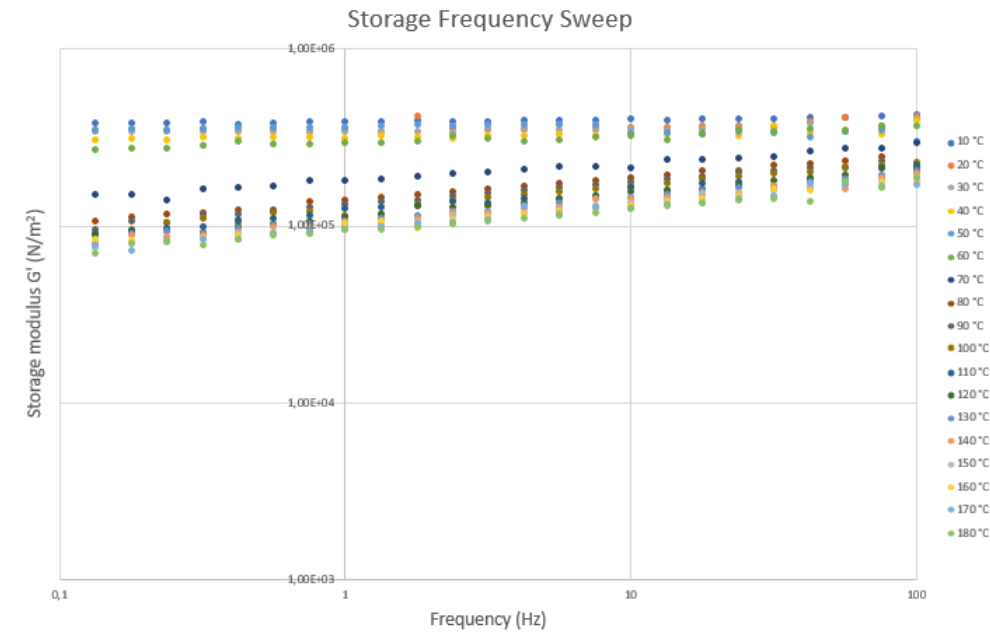 Storage Frequency Sweep
Storage modulus G' (N/m²)
1,00E+06
1,00E+05
1,00E+04
1,00E+03
0,1
1
10
100
Frequency (Hz)
10 °C
20 °C
30 °C
40 °C
50 °C
60 °C
70 °C
80 °C
90 °C
100 °C
110 °C
120 °C
130 °C
140 °C
150 °C
160 °C
170 °C
180 °C